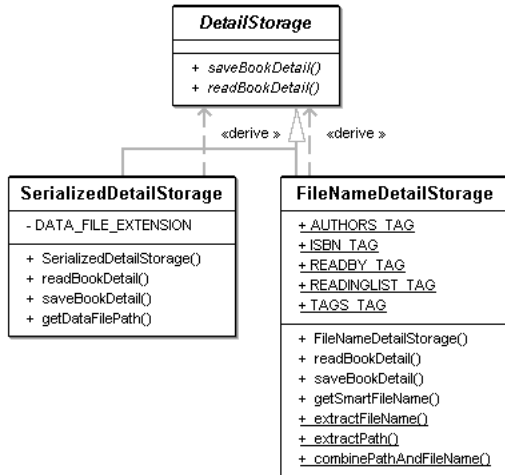 DetailStorage
+ saveBookDetail()
+ readBookDetail()
«derive »
«derive »
SerializedDetailStorage
- DATA_FILE_EXTENSION
+ SerializedDetailStorage()
+ readBookDetail()
+ saveBookDetail()
+ getDataFilePath()
FileNameDetailStorage
+ AUTHORS_TAG
+ ISBN_TAG
+ READBY_TAG
+ READINGLIST_TAG
+ TAGS_TAG
+ FileNameDetailStorage()
+ readBookDetail()
+ saveBookDetail()
+ getSmartFileName()
+ extractFileName()
+ extractPath()
+ combinePathAndFileName()